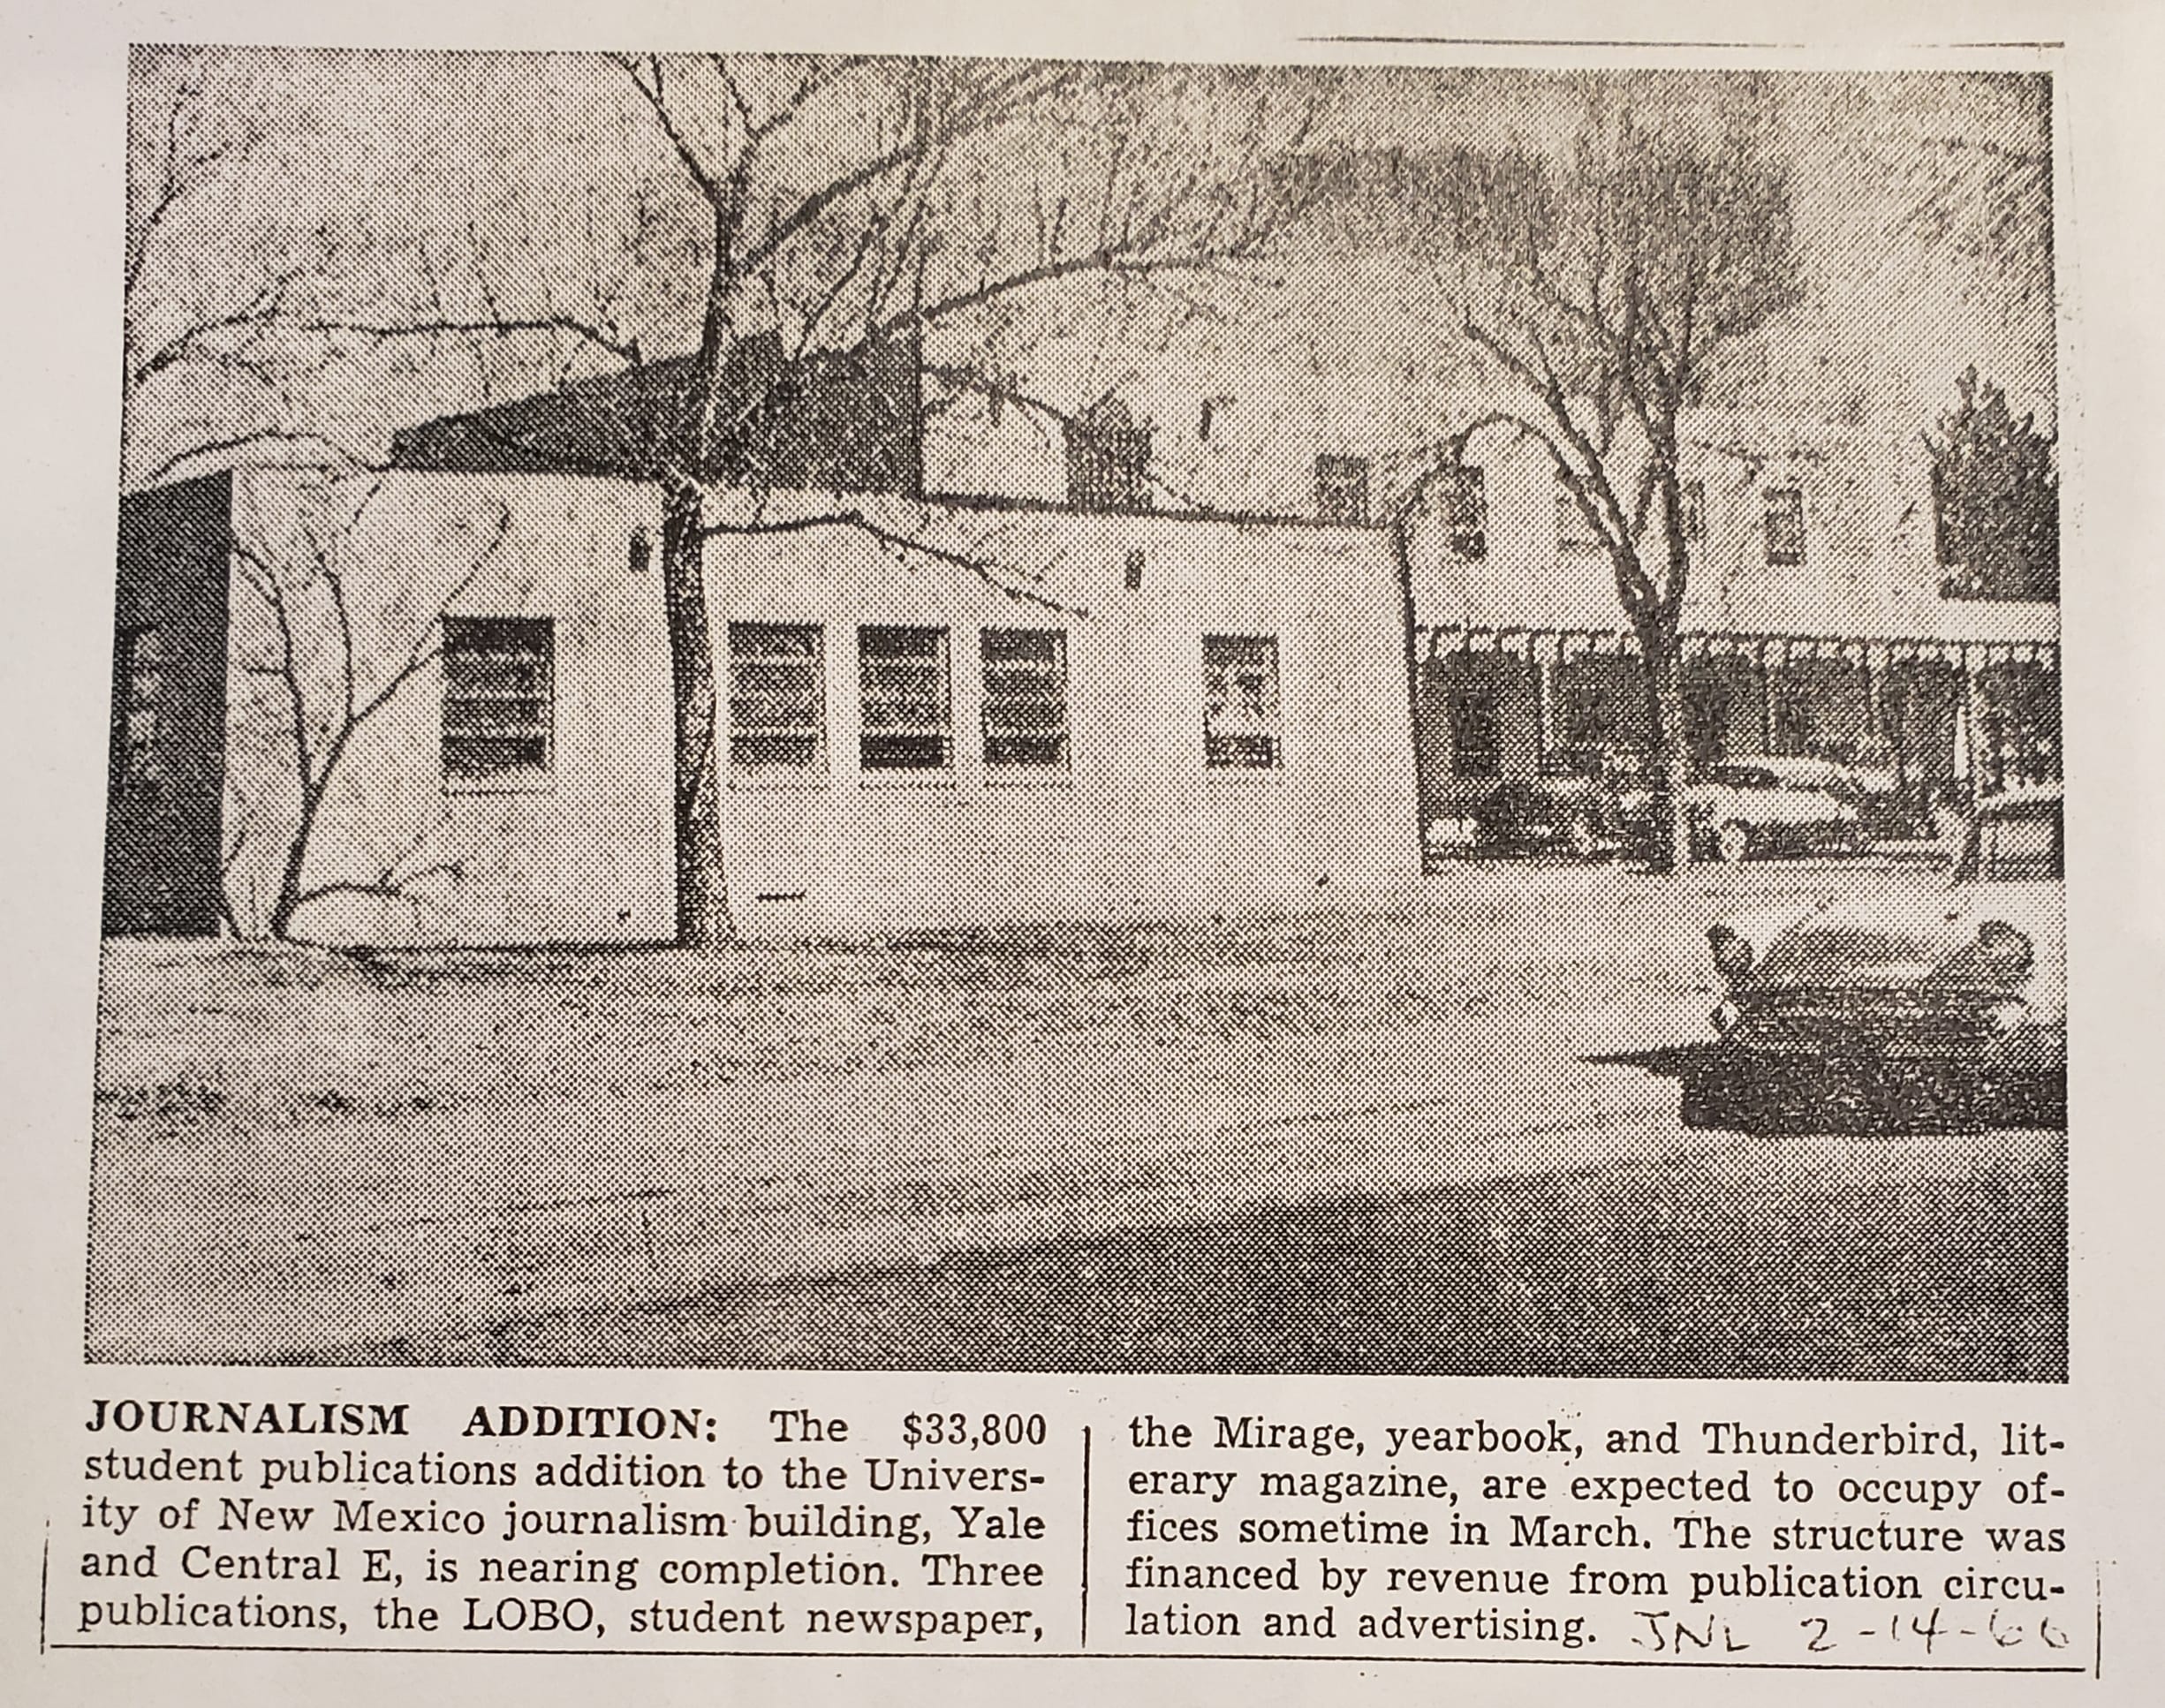 JOURNALISM ADDITION: The $33,800
student publications addition to the Univers-
ity of New Mexico journalism building, Yale
and Central E, is nearing completion. Three
publications, the LOBO, student newspaper,
the Mirage, yearbook, and Thunderbird, lit-
erary magazine, are expected to occupy of-
fices sometime in March. The structure was
financed by revenue from publication circu-
lation and advertising. JNL 2-14-66